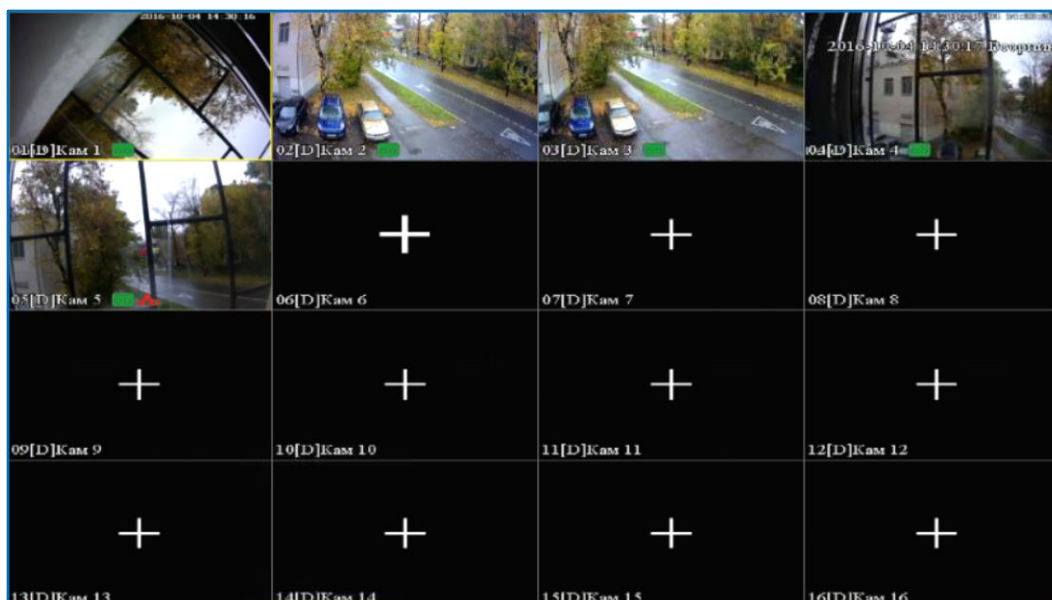 2016-10-04 14:30:16
2016-10-04 14:30:17 Вторник
01[D]Кам 1
02[D]Кам 2
03[D]Кам 3
04[D]Кам 4
05[D]Кам 5
06[D]Кам 6
07[D]Кам 7
08[D]Кам 8
09[D]Кам 9
10[D]Кам 10
11[D]Кам 11
12[D]Кам 12
13[D]Кам 13
14[D]Кам 14
15[D]Кам 15
16[D]Кам 16